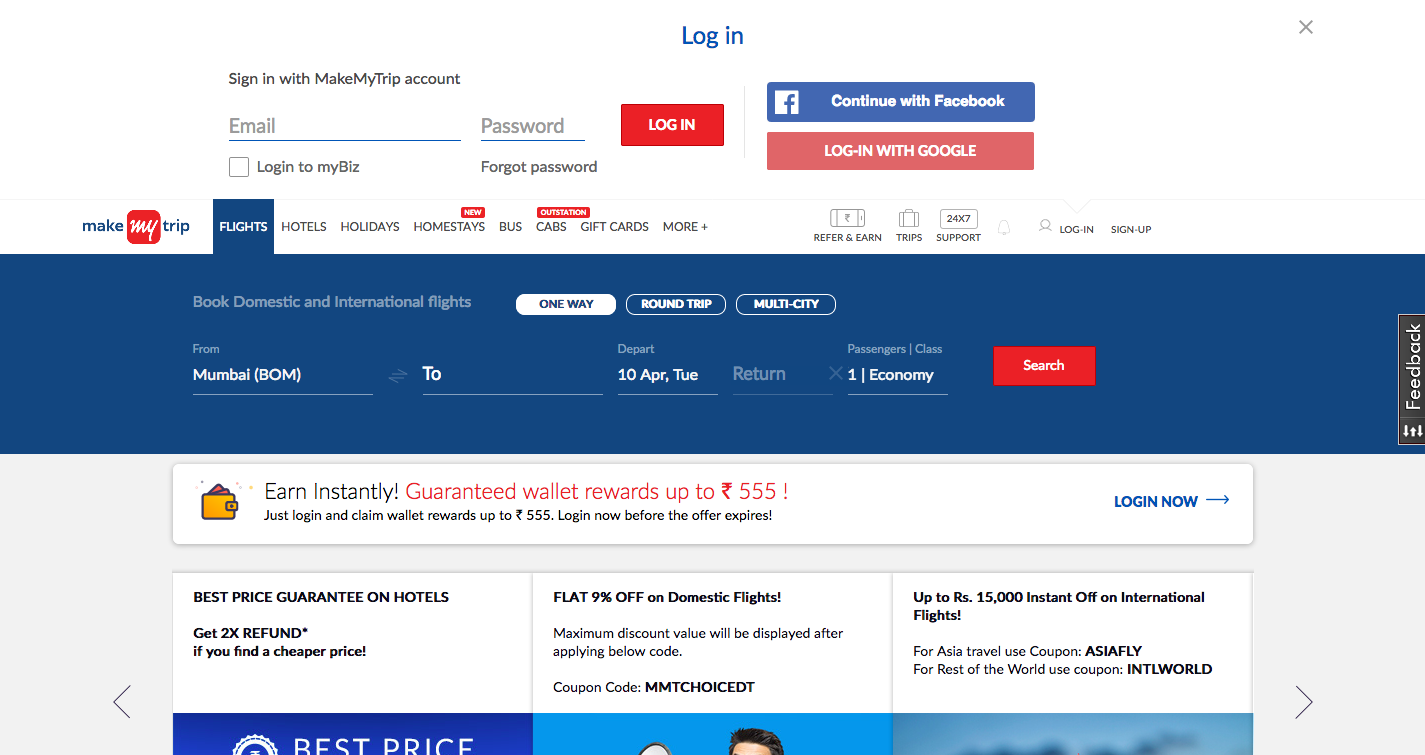 Log in
Sign in with MakeMyTrip account
Email
Password
LOG IN
Login to myBiz
Forgot password
Continue with Facebook
LOG-IN WITH GOOGLE
make my trip
FLIGHTS
HOTELS
HOLIDAYS
NEW
HOMESTAYS
BUS
OUTSTATION
CABS
GIFT CARDS
MORE +
₹
REFER & EARN
TRIPS
24X7
SUPPORT
LOG-IN
SIGN-UP
Book Domestic and International flights
ONE WAY
ROUND TRIP
MULTI-CITY
From
Mumbai (BOM)
To
Depart
10 Apr, Tue
Return
Passengers | Class
1 | Economy
Search
Feedback
Earn Instantly! Guaranteed wallet rewards up to ₹ 555 !
Just login and claim wallet rewards up to ₹ 555. Login now before the offer expires!
LOGIN NOW
BEST PRICE GUARANTEE ON HOTELS
Get 2X REFUND*
if you find a cheaper price!
FLAT 9% OFF on Domestic Flights!
Maximum discount value will be displayed after
applying below code.
Coupon Code: MMTCHOICEDT
Up to Rs. 15,000 Instant Off on International
Flights!
For Asia travel use Coupon: ASIAFLY
For Rest of the World use coupon: INTLWORLD
BEST PRICE